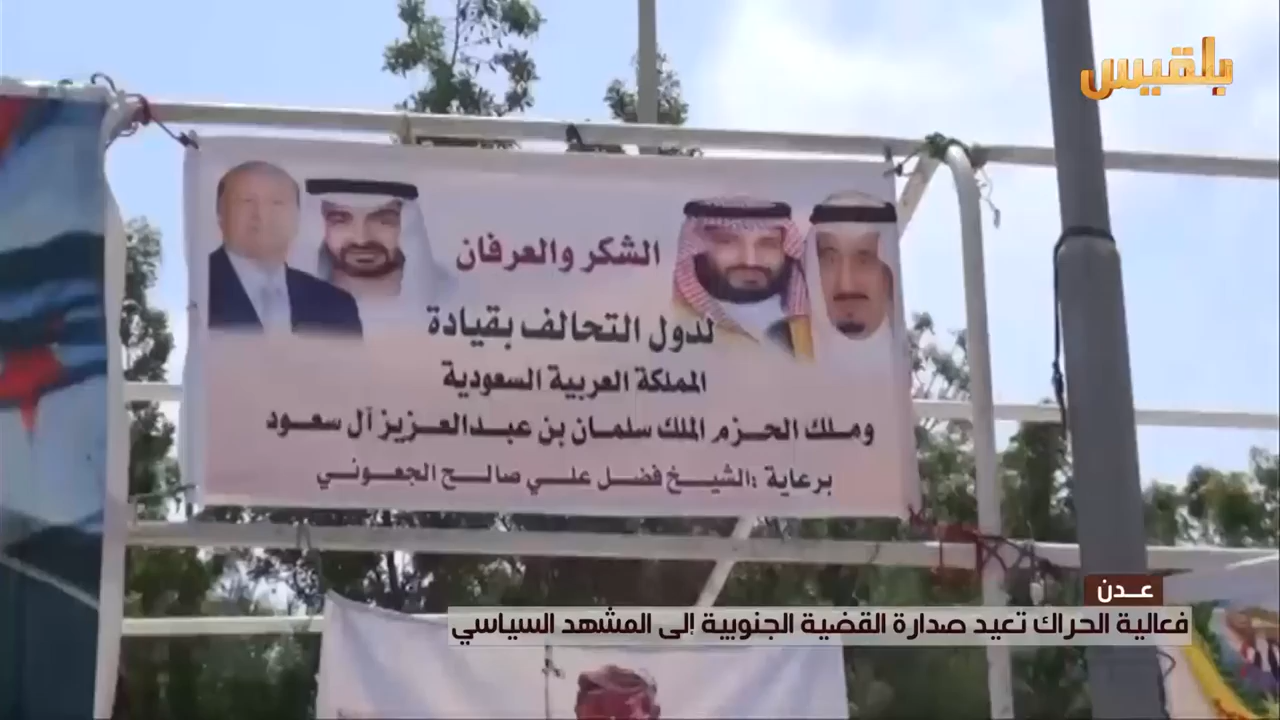 بلقيس
الشكر والعرفان
لدول التحالف بقيادة
المملكة العربية السعودية
وملك الحزم الملك سلمان بن عبدالعزيز آل سعود
برعاية :الشيخ فضل علي صالح الجعوني
عدن
فعالية الحراك تعيد صدارة القضية الجنوبية إلى المشهد السياسي